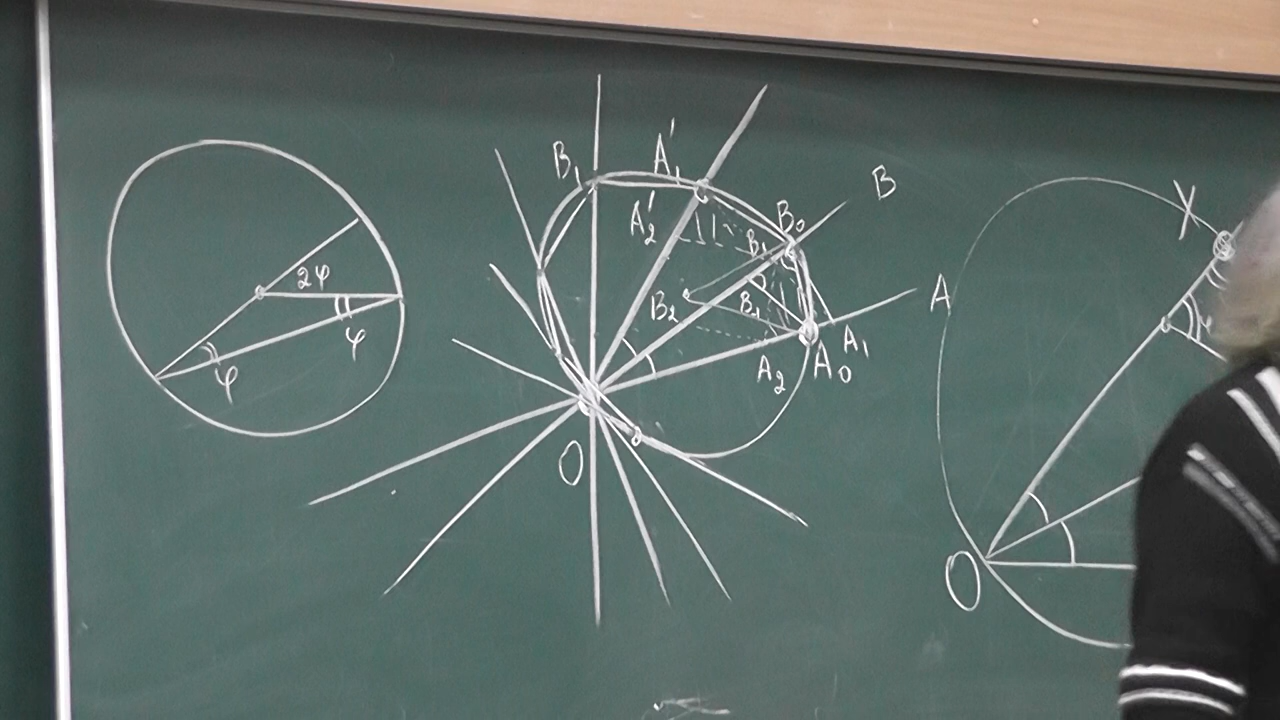 2φ
φ
φ
B₁
A₁'
A₂'
B₀
B
B₁
B₂
B₁
A₂
A₀
A₁
A
O
X
O